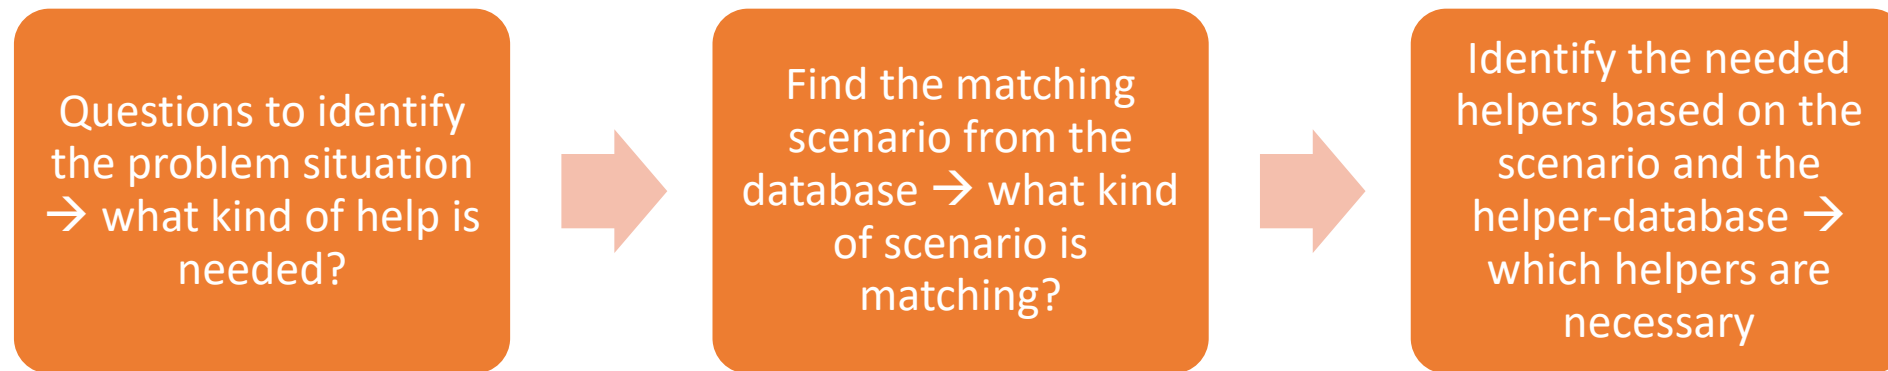 Questions to identify
the problem situation
→ what kind of help is
needed?
Find the matching
scenario from the
database → what kind
of scenario is
matching?
Identify the needed
helpers based on the
scenario and the
helper-database →
which helpers are
necessary